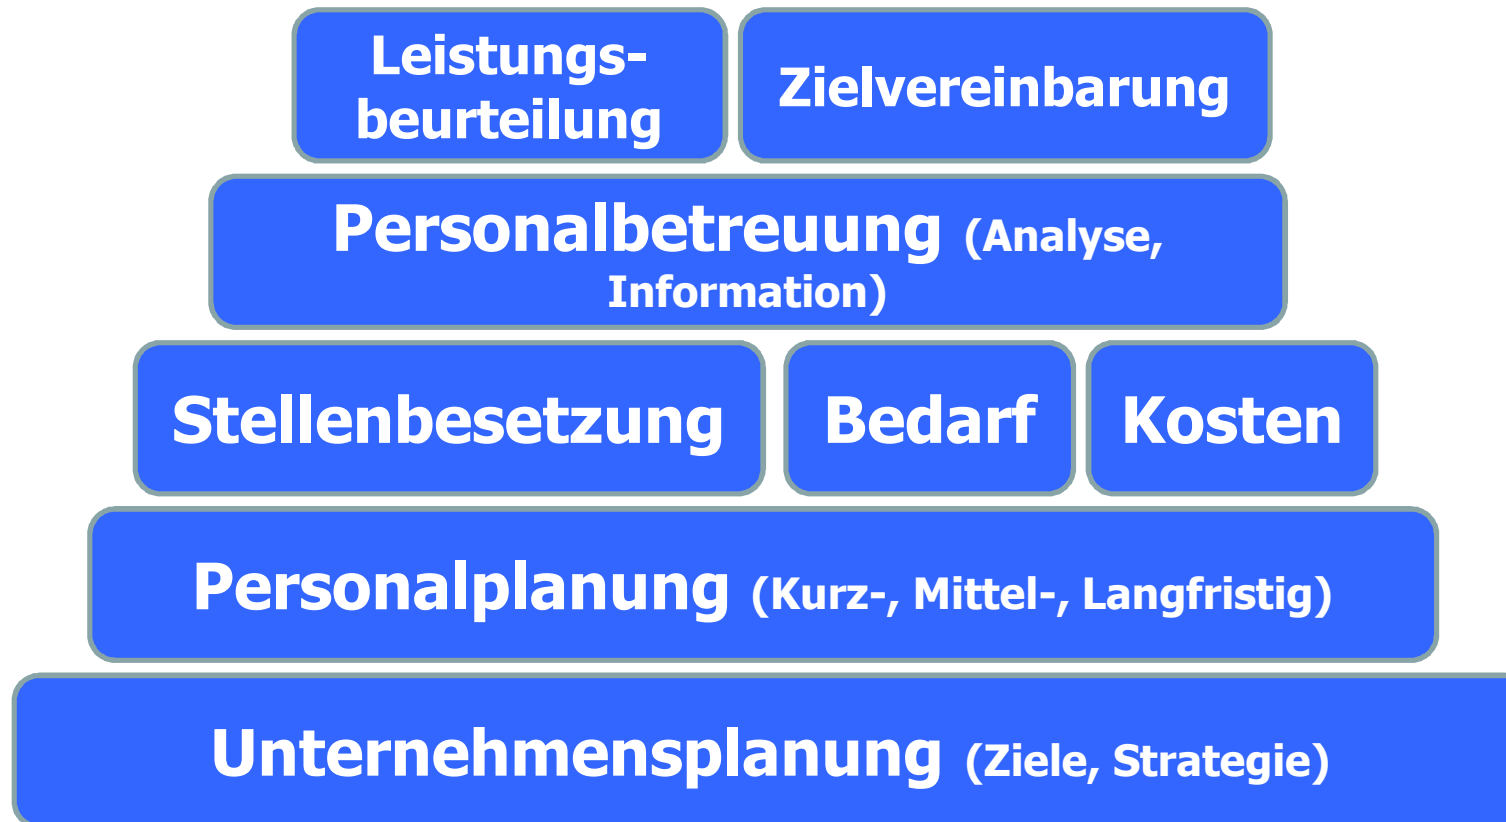 Leistungs-
beurteilung
Zielvereinbarung
Personalbetreuung (Analyse,
Information)
Stellenbesetzung
Bedarf
Kosten
Personalplanung (Kurz-, Mittel-, Langfristig)
Unternehmensplanung (Ziele, Strategie)